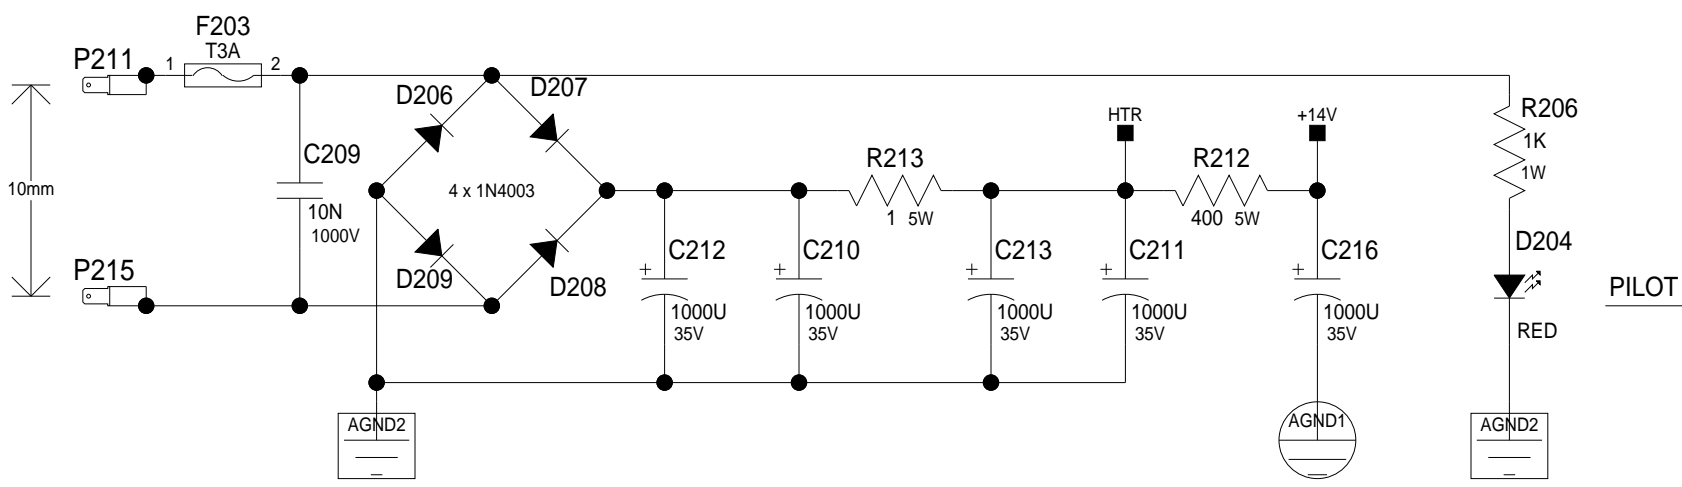 F203
T3A
P211
1
2
10mm
P215
C209
10N
1000V
D206
D207
4 x 1N4003
D209
D208
C212
1000U
35V
C210
1000U
35V
R213
1 5W
C213
1000U
35V
HTR
C211
1000U
35V
R212
400 5W
+14V
C216
1000U
35V
R206
1K
1W
D204
RED
PILOT
AGND2
AGND1
AGND2
+
+
+
+
+